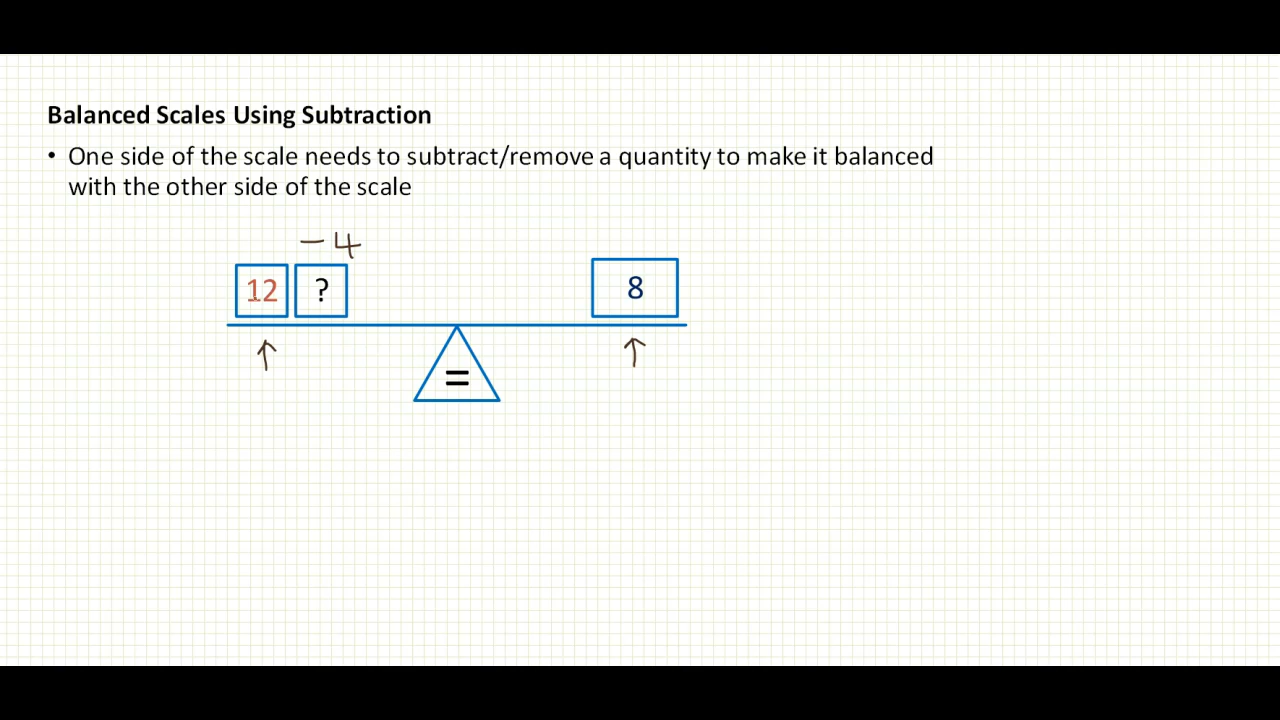 Balanced Scales Using Subtraction
• One side of the scale needs to subtract/remove a quantity to make it balanced
with the other side of the scale
- 4
12 ? 8
=